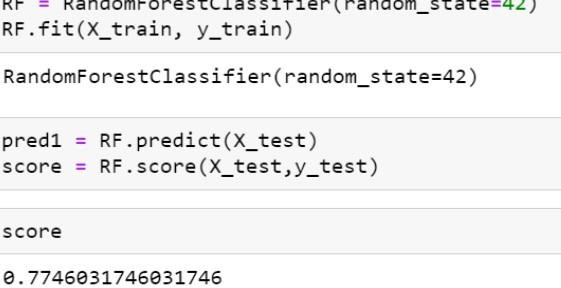 RF = RandomForestClassifier(random_state=42)
RF.fit(X_train, y_train)
RandomForestClassifier(random_state=42)
pred1 = RF.predict(X_test)
score = RF.score(X_test,y_test)
score
0.7746031746031746